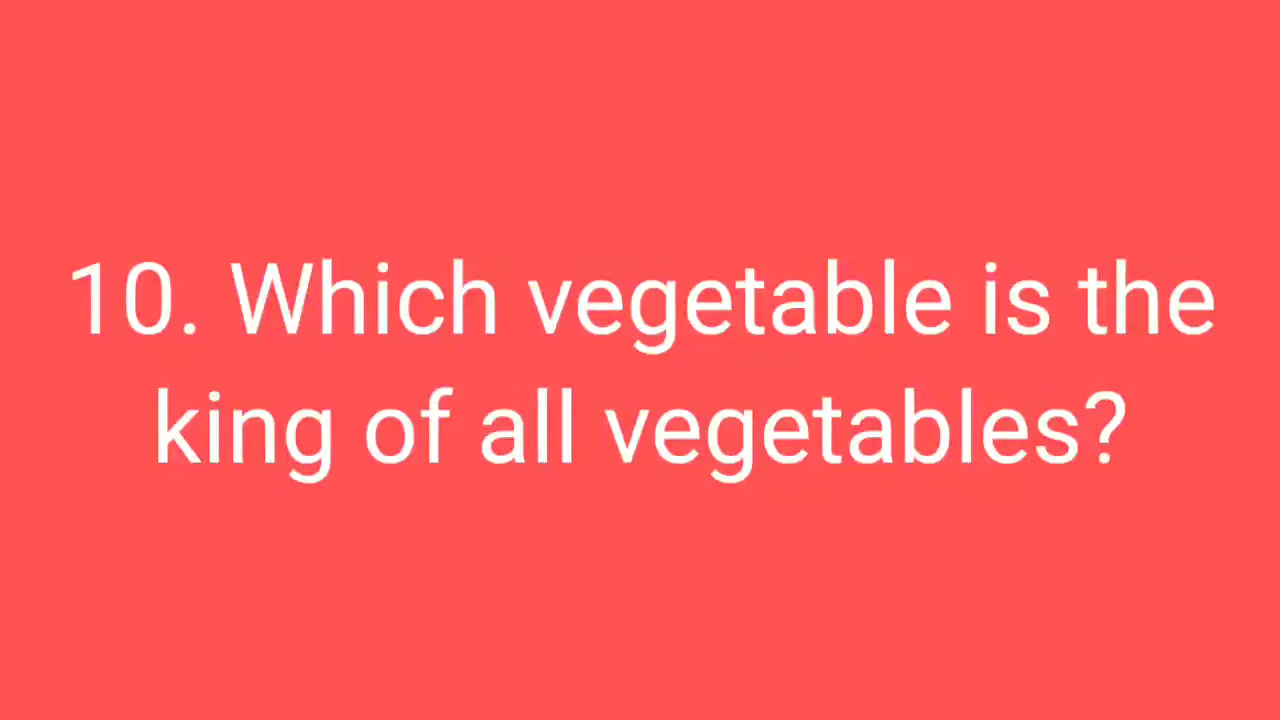 10. Which vegetable is the
king of all vegetables?